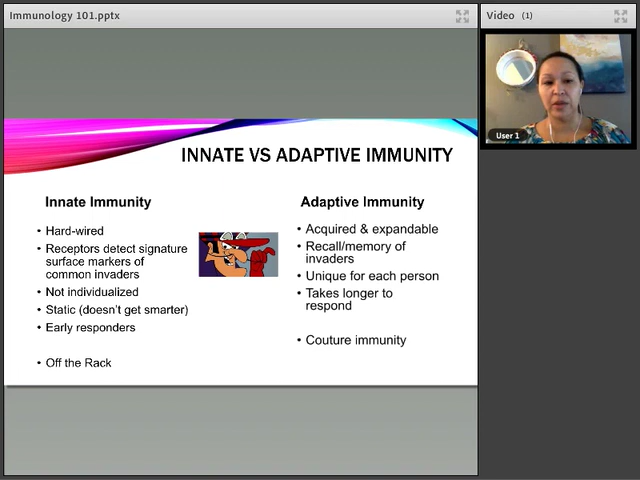 Immunology 101.pptx
Video (1)
User 1
INNATE VS ADAPTIVE IMMUNITY
Innate Immunity
• Hard-wired
• Receptors detect signature
surface markers of
common invaders
• Not individualized
• Static (doesn't get smarter)
• Early responders
• Off the Rack
Adaptive Immunity
• Acquired & expandable
• Recall/memory of
invaders
• Unique for each person
• Takes longer to
respond
• Couture immunity